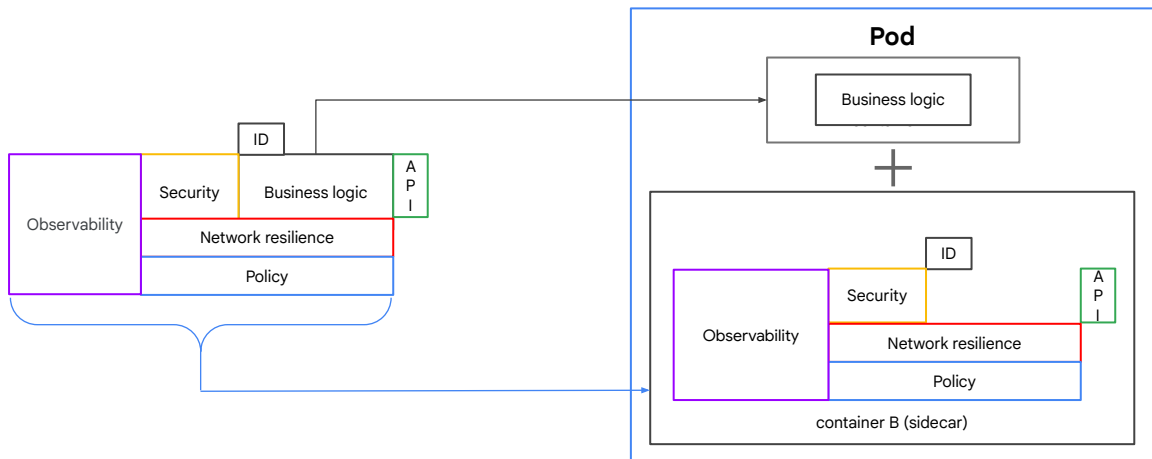 Pod
Business logic
ID
Observability
Security
Business logic
A
P
I
Network resilience
Policy
ID
Observability
Security
A
P
I
Network resilience
Policy
container B (sidecar)